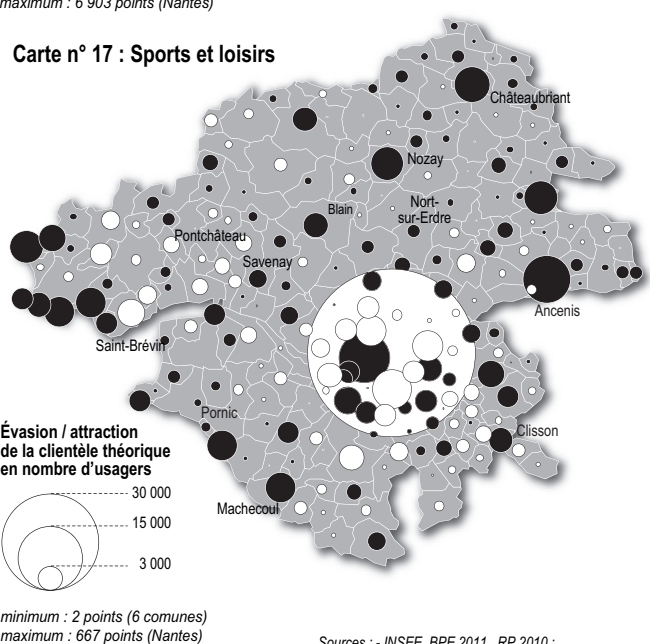 maximum : 6 903 points (Nantes)
Carte n° 17 : Sports et loisirs
Châteaubriant
Nozay
Blain
Nort-
sur-Erdre
Pontchâteau
Savenay
Ancenis
Saint-Brévin
Pornic
Clisson
Machecoul
Évasion / attraction
de la clientèle théorique
en nombre d'usagers
30 000
15 000
3 000
minimum : 2 points (6 comunes)
maximum : 667 points (Nantes)
Sources : - INSEE, BPE 2011, RP 2010 ;